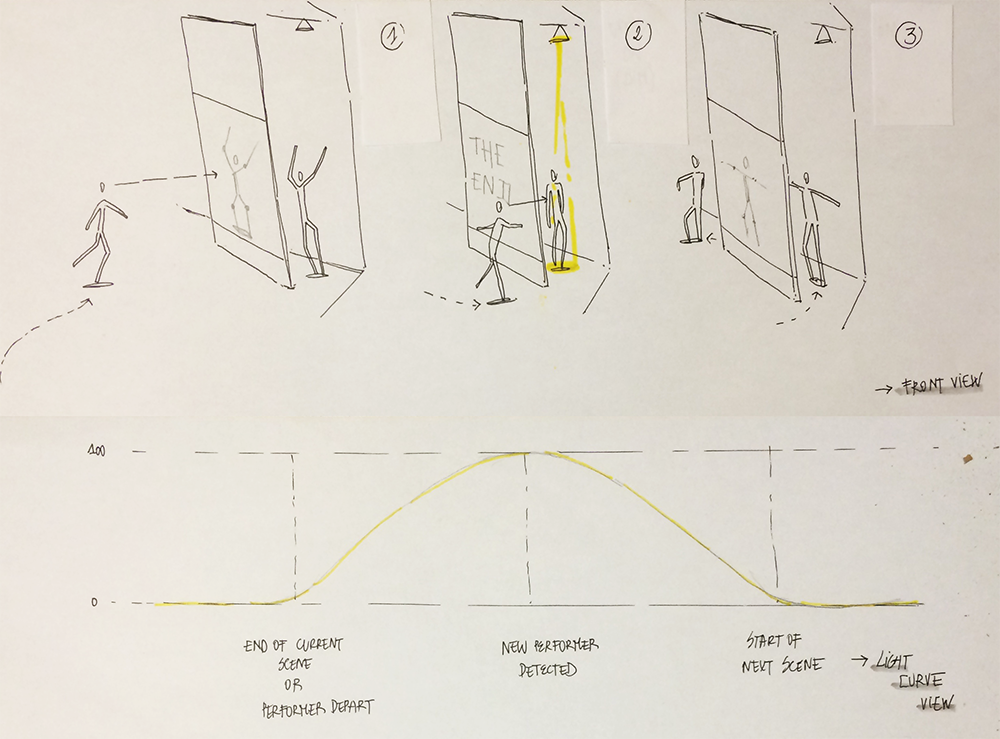 1
2
3
THE
END
→ FRONT VIEW
100
0
END OF CURRENT
SCENE
OR
PERFORMER DEPART
NEW PERFORMER
DETECTED
START OF
NEXT SCENE
→ LIGHT
CURVE
VIEW